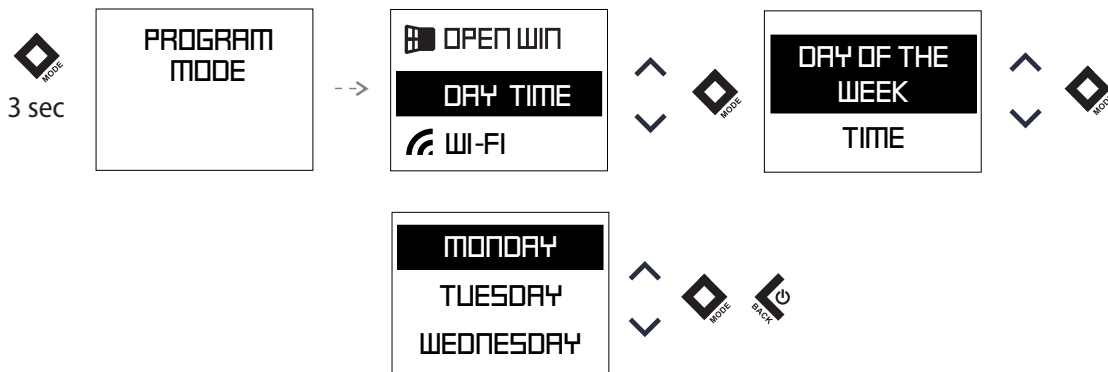 MODE
3 sec
PROGRAM
MODE
OPEN WIN
DAY TIME
WI-FI
MODE
DAY OF THE
WEEK
TIME
MODE
MONDAY
TUESDAY
WEDNESDAY
MODE
BACK